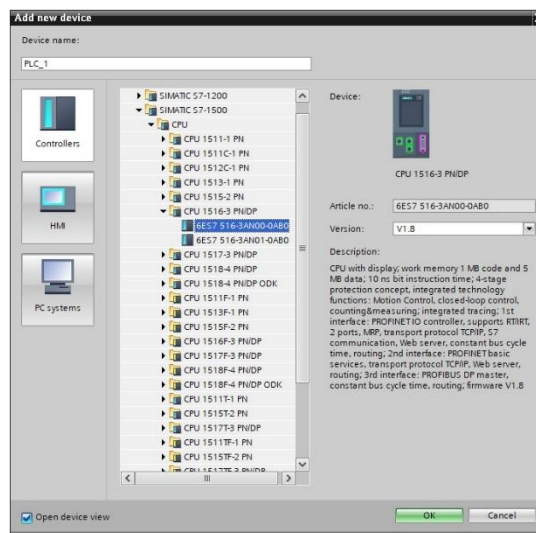 Add new device
Device name:
PLC_1
Controllers
HMI
PC systems
SIMATIC S7-1200
SIMATIC S7-1500
CPU
CPU 1511-1 PN
CPU 1511C-1 PN
CPU 1512C-1 PN
CPU 1513-1 PN
CPU 1515-2 PN
CPU 1516-3 PN/DP
6ES7 516-3AN00-0AB0
6ES7 516-3AN01-0AB0
CPU 1517-3 PN/DP
CPU 1518-4 PN/DP
CPU 1518-4 PN/DP ODK
CPU 1511F-1 PN
CPU 1513F-1 PN
CPU 1515F-2 PN
CPU 1516F-3 PN/DP
CPU 1517F-3 PN/DP
CPU 1518F-4 PN/DP
CPU 1518F-4 PN/DP ODK
CPU 1511T-1 PN
CPU 1515T-2 PN
CPU 1517T-3 PN/DP
CPU 1511TF-1 PN
CPU 1515TF-2 PN
CPU 1517TF-3 PN/DP
Device:
CPU 1516-3 PN/DP
Article no.: 6ES7 516-3AN00-0AB0
Version: V1.8
Description:
CPU with display; work memory 1 MB code and 5
MB data; 10 ns bit instruction time; 4-stage
protection concept, integrated technology
functions: Motion Control, closed-loop control,
counting&measuring; integrated tracing; 1st
interface: PROFINET IO controller, supports RT/IRT,
2 ports, MRP, transport protocol TCP/IP, S7
communication, Web server, constant bus cycle
time, routing; 2nd interface: PROFINET basic
services, transport protocol TCP/IP, Web server,
routing; 3rd interface: PROFIBUS DP master,
constant bus cycle time, routing; firmware V1.8
Open device view
OK
Cancel